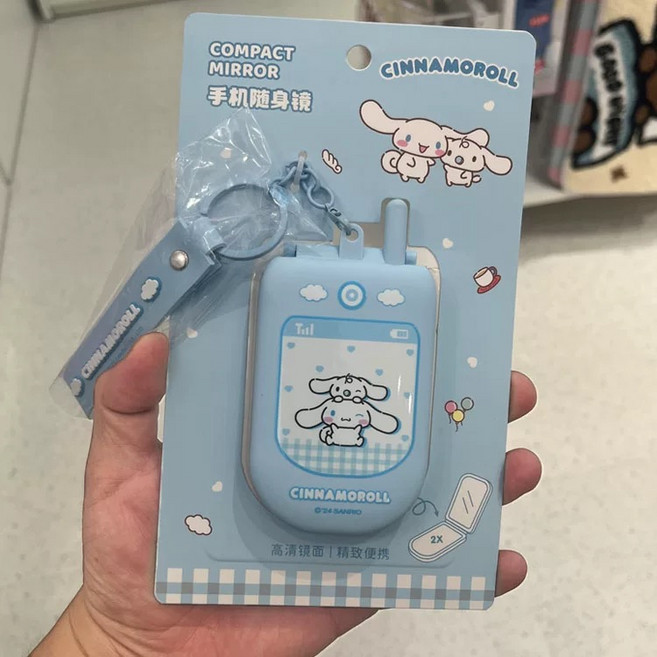 COMPACT
MIRROR
手机随身镜
CINNAMOROLL
CINNAMOROLL
CINNAMOROLL
©'24 SANRIO
2X
高清镜面 | 精致便携